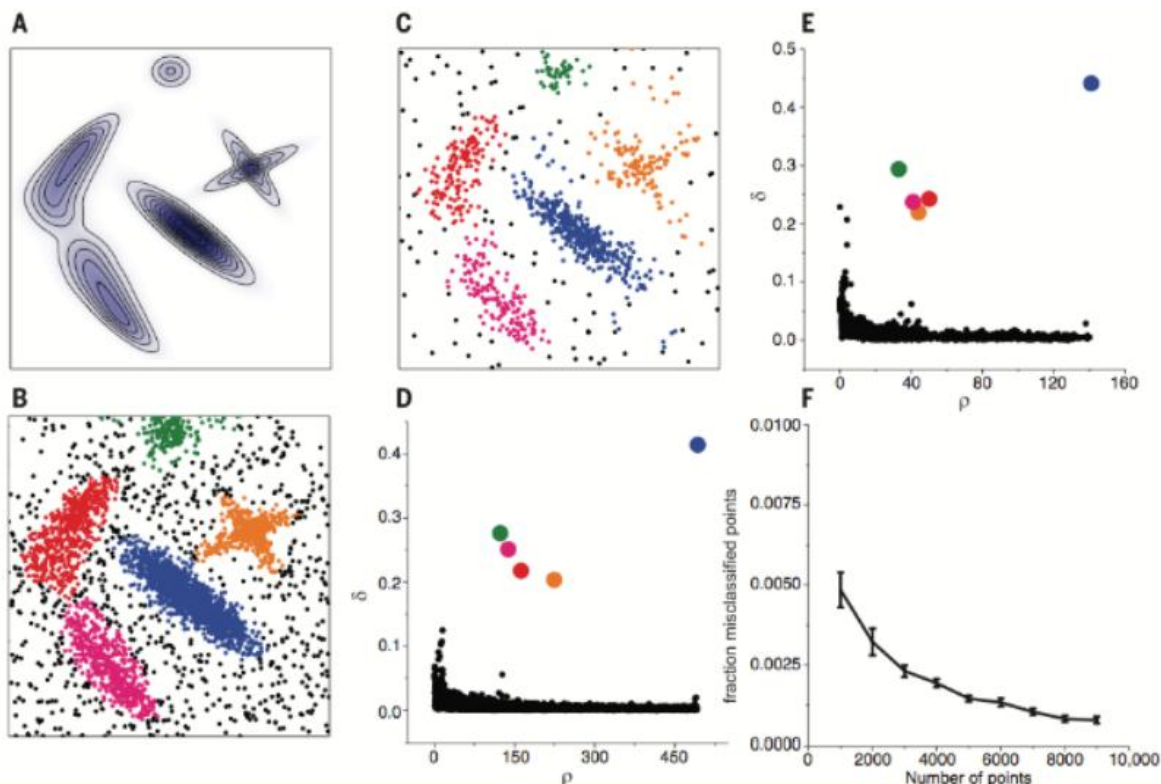 A
C
E
0.5
0.4
0.3
δ
0.2
0.1
0.0
0 40 80 120 160
ρ
B
D
0.4
0.3
δ
0.2
0.1
0.0
0 150 300 450
ρ
F
0.0100
0.0075
0.0050
0.0025
0.0000
fraction misclassified points
0 2000 4000 6000 8000 10,000
Number of points